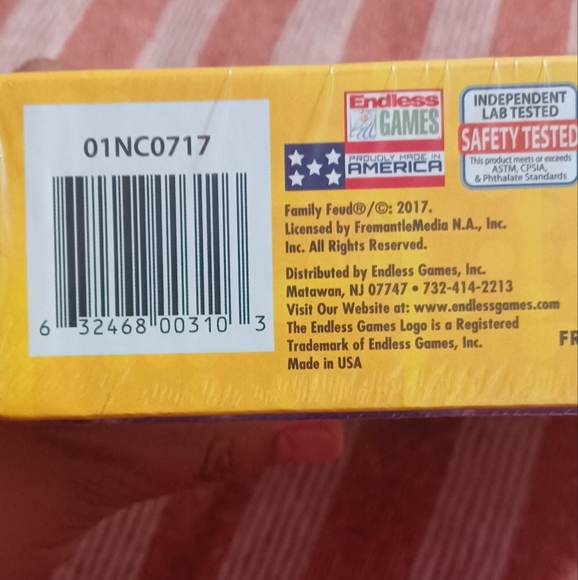 01NC0717
6 32468 00310 3
Endless
GAMES
PROUDLY MADE IN
AMERICA
INDEPENDENT
LAB TESTED
SAFETY TESTED
This product meets or exceeds
ASTM, CPSIA,
& Phthalate Standards
Family Feud®/©: 2017.
Licensed by FremantleMedia N.A., Inc.
Inc. All Rights Reserved.
Distributed by Endless Games, Inc.
Matawan, NJ 07747 • 732-414-2213
Visit Our Website at: www.endlessgames.com
The Endless Games Logo is a Registered
Trademark of Endless Games, Inc.
Made in USA
FR